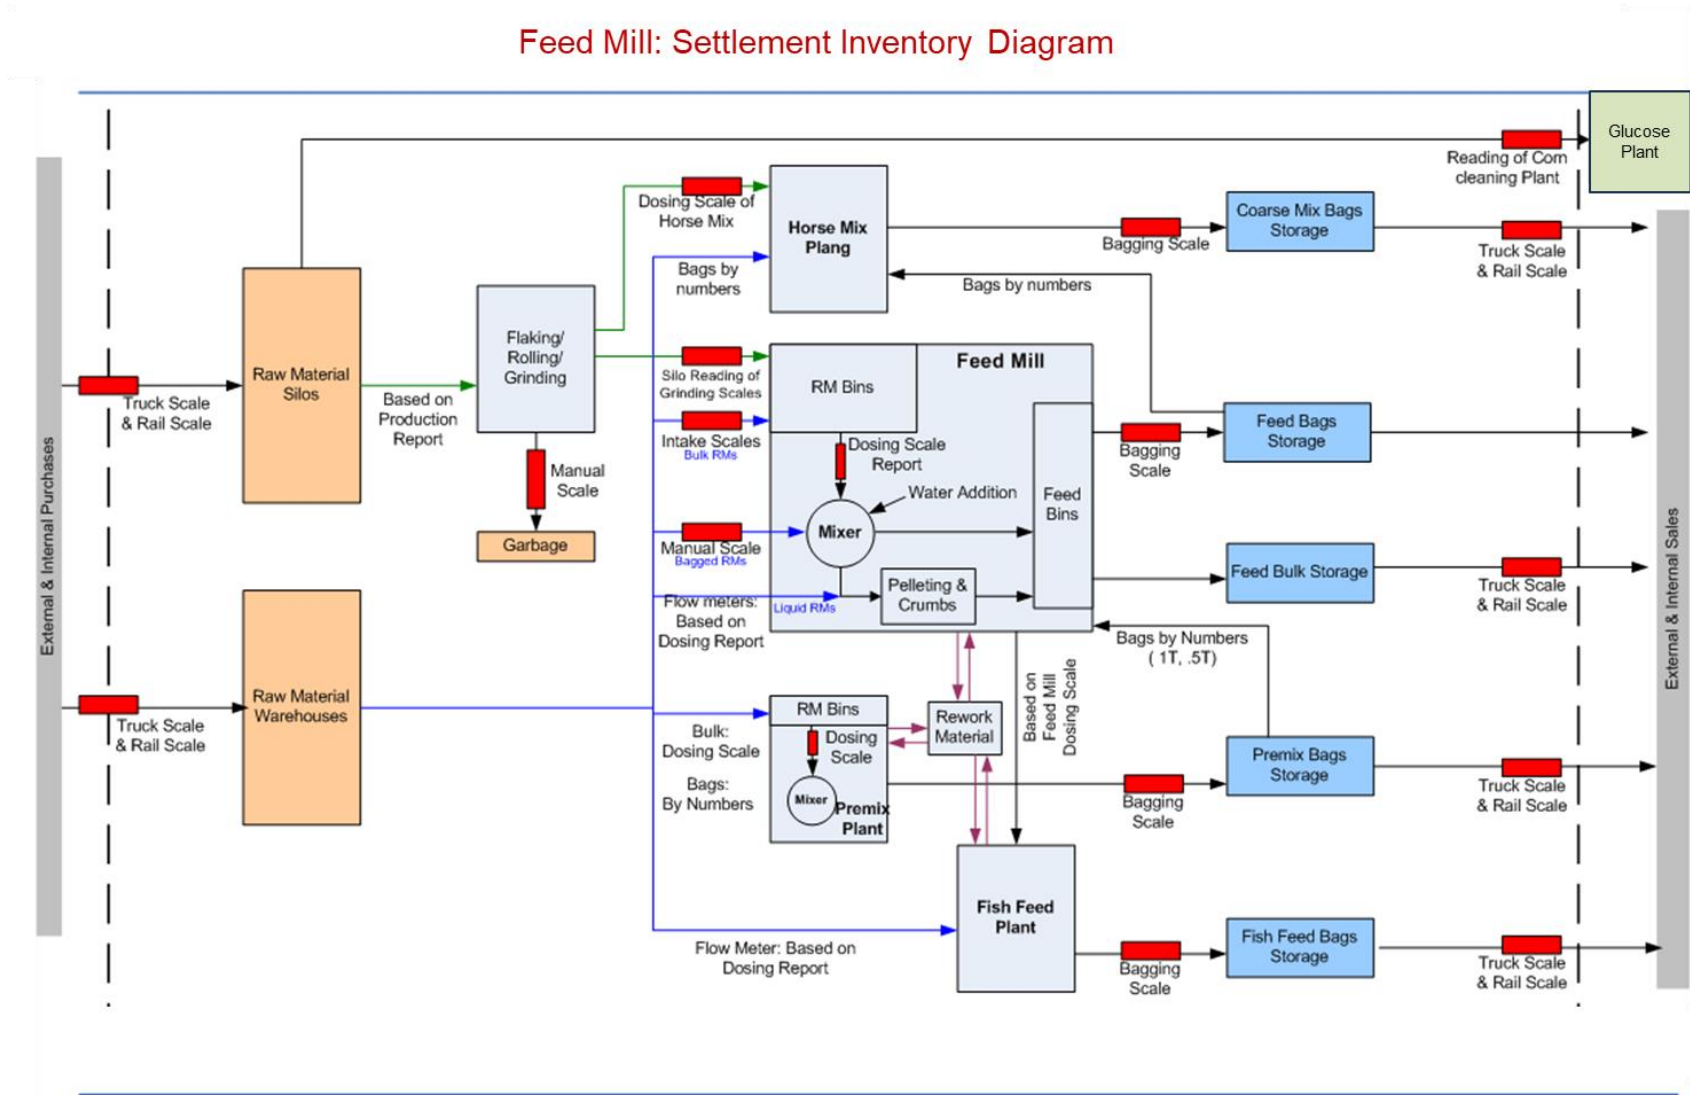 Feed Mill: Settlement Inventory Diagram
Glucose
Plant
Reading of Corn
cleaning Plant
Dosing Scale of
Horse Mix
Horse Mix
Plang
Bagging Scale
Coarse Mix Bags
Storage
Truck Scale
& Rail Scale
Bags by
numbers
Bags by numbers
External & Internal Purchases
Truck Scale
& Rail Scale
Raw Material
Silos
Based on
Production
Report
Flaking/
Rolling/
Grinding
Manual
Scale
Garbage
Silo Reading of
Grinding Scales
Intake Scales
Bulk RMs
Manual Scale
Bagged RMs
Flow meters:
Based on
Dosing Report
Liquid RMs
Feed Mill
RM Bins
Dosing Scale
Report
Water Addition
Mixer
Pelleting &
Crumbs
Feed
Bins
Bagging
Scale
Feed Bags
Storage
Feed Bulk Storage
Truck Scale
& Rail Scale
Bags by Numbers
( 1T, .5T)
External & Internal Sales
Truck Scale
& Rail Scale
Raw Material
Warehouses
Bulk:
Dosing Scale
Bags:
By Numbers
RM Bins
Dosing
Scale
Mixer
Premix
Plant
Rework
Material
Based on
Feed Mill
Dosing Scale
Bagging
Scale
Premix Bags
Storage
Truck Scale
& Rail Scale
Flow Meter: Based on
Dosing Report
Fish Feed
Plant
Bagging
Scale
Fish Feed Bags
Storage
Truck Scale
& Rail Scale